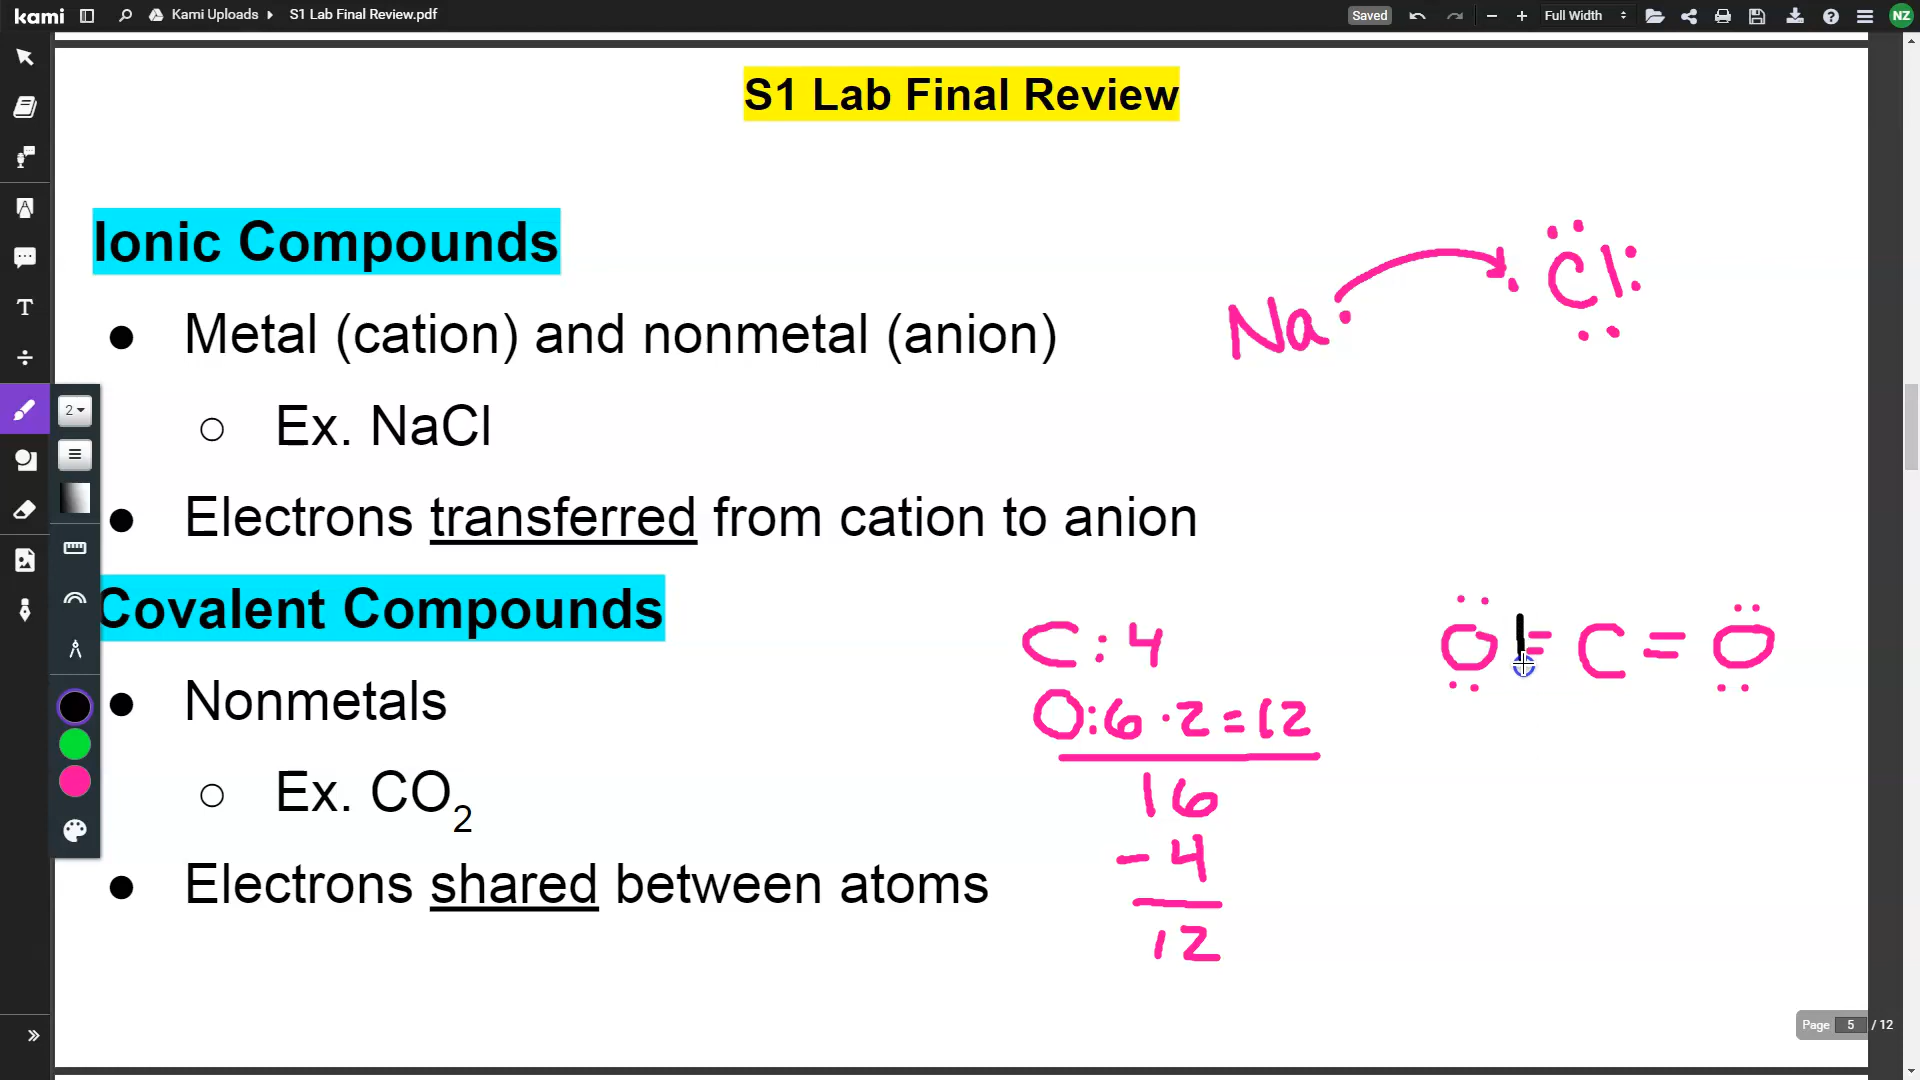 kami Kami Uploads S1 Lab Final Review.pdf Saved Full Width NZ
S1 Lab Final Review
Ionic Compounds
● Metal (cation) and nonmetal (anion)
○ Ex. NaCl
● Electrons transferred from cation to anion
Na· Cl
Covalent Compounds
● Nonmetals
○ Ex. CO₂
● Electrons shared between atoms
C : 4
O : 6 · 2 = 12
16
- 4
12
O = C = O
2
Page 5 / 12